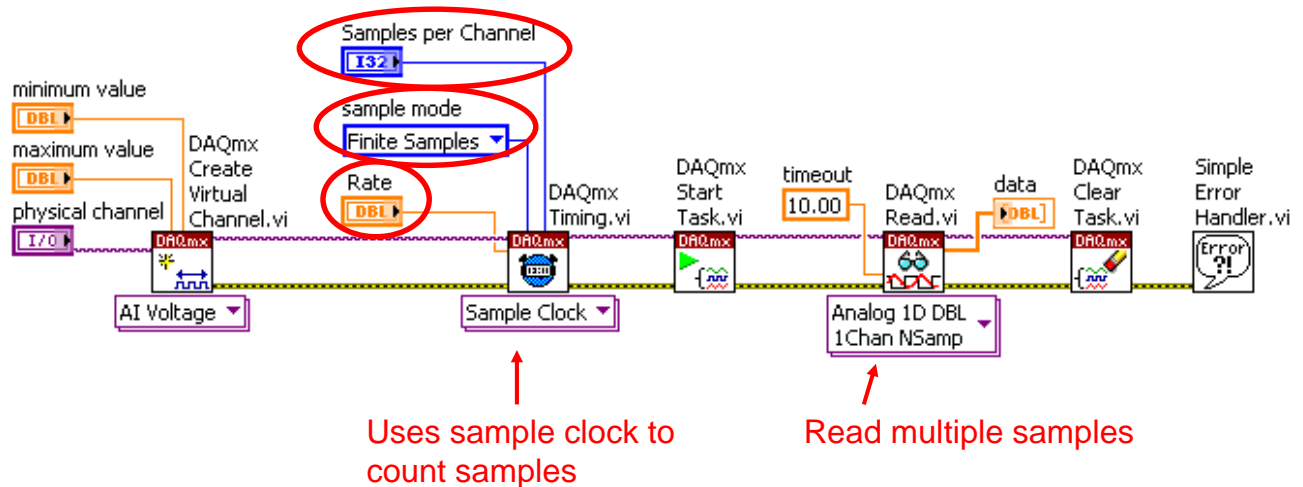 Samples per Channel
I32
minimum value
DBL
sample mode
Finite Samples
maximum value
DBL
DAQmx
Create
Virtual
Channel.vi
Rate
DBL
physical channel
I/O
DAQmx
Timing.vi
DAQmx
Start
Task.vi
timeout
10.00
DAQmx
Read.vi
data
DBL]
DAQmx
Clear
Task.vi
Simple
Error
Handler.vi
DAQmx
DAQmx
DAQmx
DAQmx
DAQmx
Error
?!
AI Voltage
Sample Clock
Analog 1D DBL
1Chan NSamp
Uses sample clock to
count samples
Read multiple samples